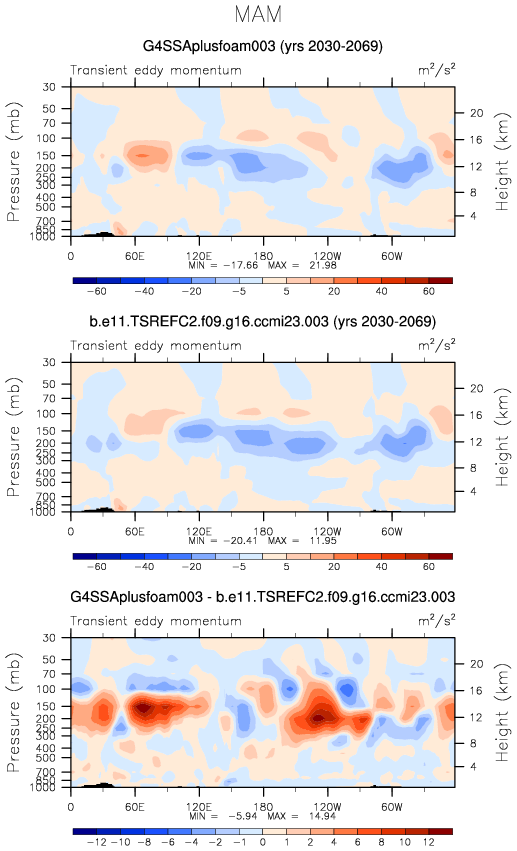 MAM
G4SSAplusfoam003 (yrs 2030-2069)
Transient eddy momentum m²/s²
Pressure (mb)
30
50
70
100
150
200
250
300
400
500
700
850
1000
20
16
12
8
4
Height (km)
0 60E 120E 180 120W 60W
MIN = -17.66 MAX = 21.98
-60 -40 -20 -5 5 20 40 60
b.e11.TSREFC2.f09.g16.ccmi23.003 (yrs 2030-2069)
Transient eddy momentum m²/s²
Pressure (mb)
30
50
70
100
150
200
250
300
400
500
700
850
1000
20
16
12
8
4
Height (km)
0 60E 120E 180 120W 60W
MIN = -20.41 MAX = 11.95
-60 -40 -20 -5 5 20 40 60
G4SSAplusfoam003 - b.e11.TSREFC2.f09.g16.ccmi23.003
Transient eddy momentum m²/s²
Pressure (mb)
30
50
70
100
150
200
250
300
400
500
700
850
1000
20
16
12
8
4
Height (km)
0 60E 120E 180 120W 60W
MIN = -5.94 MAX = 14.94
-12 -10 -8 -6 -4 -2 -1 0 1 2 4 6 8 10 12